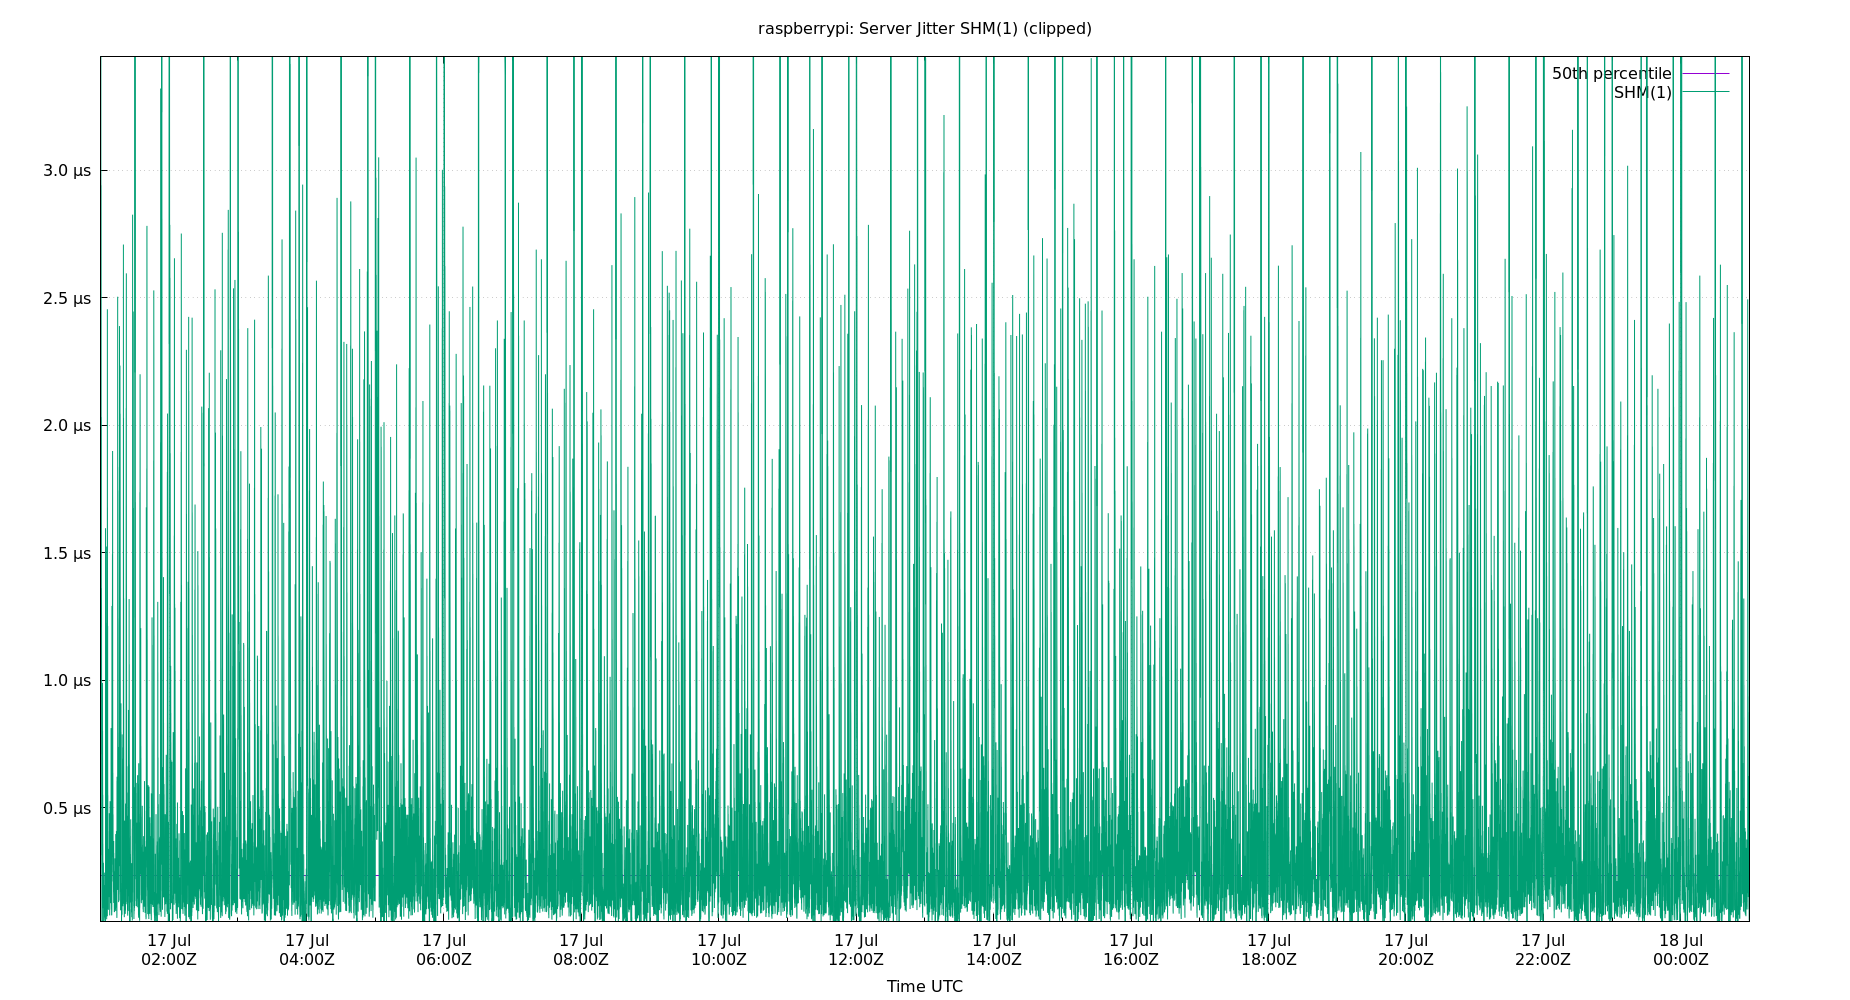 raspberrypi: Server Jitter SHM(1) (clipped)
50th percentile
SHM(1)
3.0 µs
2.5 µs
2.0 µs
1.5 µs
1.0 µs
0.5 µs
17 Jul 17 Jul 17 Jul 17 Jul 17 Jul 17 Jul 17 Jul 17 Jul 17 Jul 17 Jul 17 Jul 18 Jul
02:00Z 04:00Z 06:00Z 08:00Z 10:00Z 12:00Z 14:00Z 16:00Z 18:00Z 20:00Z 22:00Z 00:00Z
Time UTC